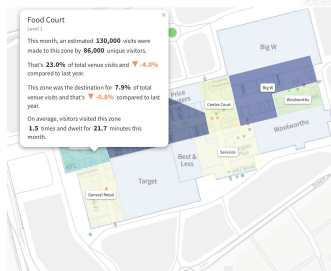 Food Court
Level 1
This month, an estimated 130,000 visits were
made to this zone by 86,000 unique visitors.
That's 23.0% of total venue visits and ▼ -4.0%
compared to last year.
This zone was the destination for 7.9% of total
venue visits and that's ▼ -0.8% compared to last
year.
On average, visitors visited this zone
1.5 times and dwelt for 21.7 minutes this
month.
Big W
Big W
Woolworths
Price
Centre Court
Woolworths
Best &
Less
Services
Target
General Retail
KFC